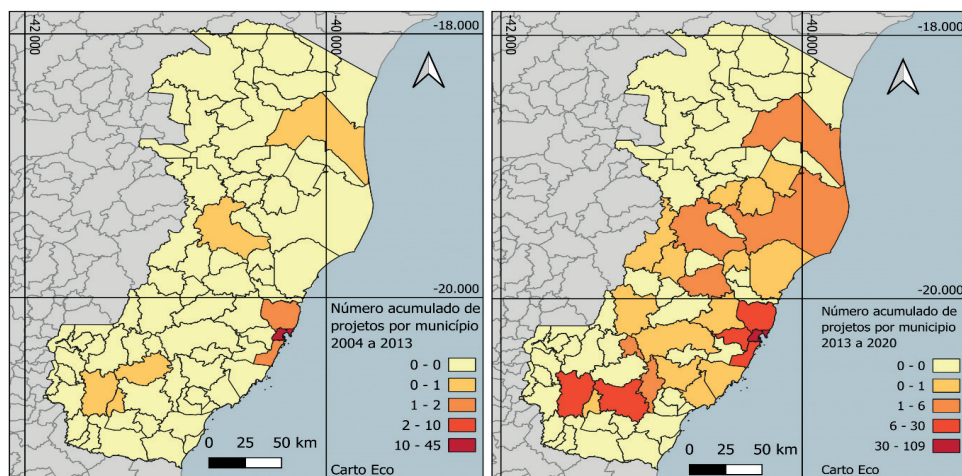 -42.000
-40.000
-18.000
-20.000
Número acumulado de
projetos por município
2004 a 2013
0 - 0
0 - 1
1 - 2
2 - 10
10 - 45
0 25 50 km
Carto Eco
-42.000
-40.000
-18.000
-20.000
Número acumulado de
projetos por municipio
2013 a 2020
0 - 0
0 - 1
1 - 6
6 - 30
30 - 109
0 25 50 km
Carto Eco